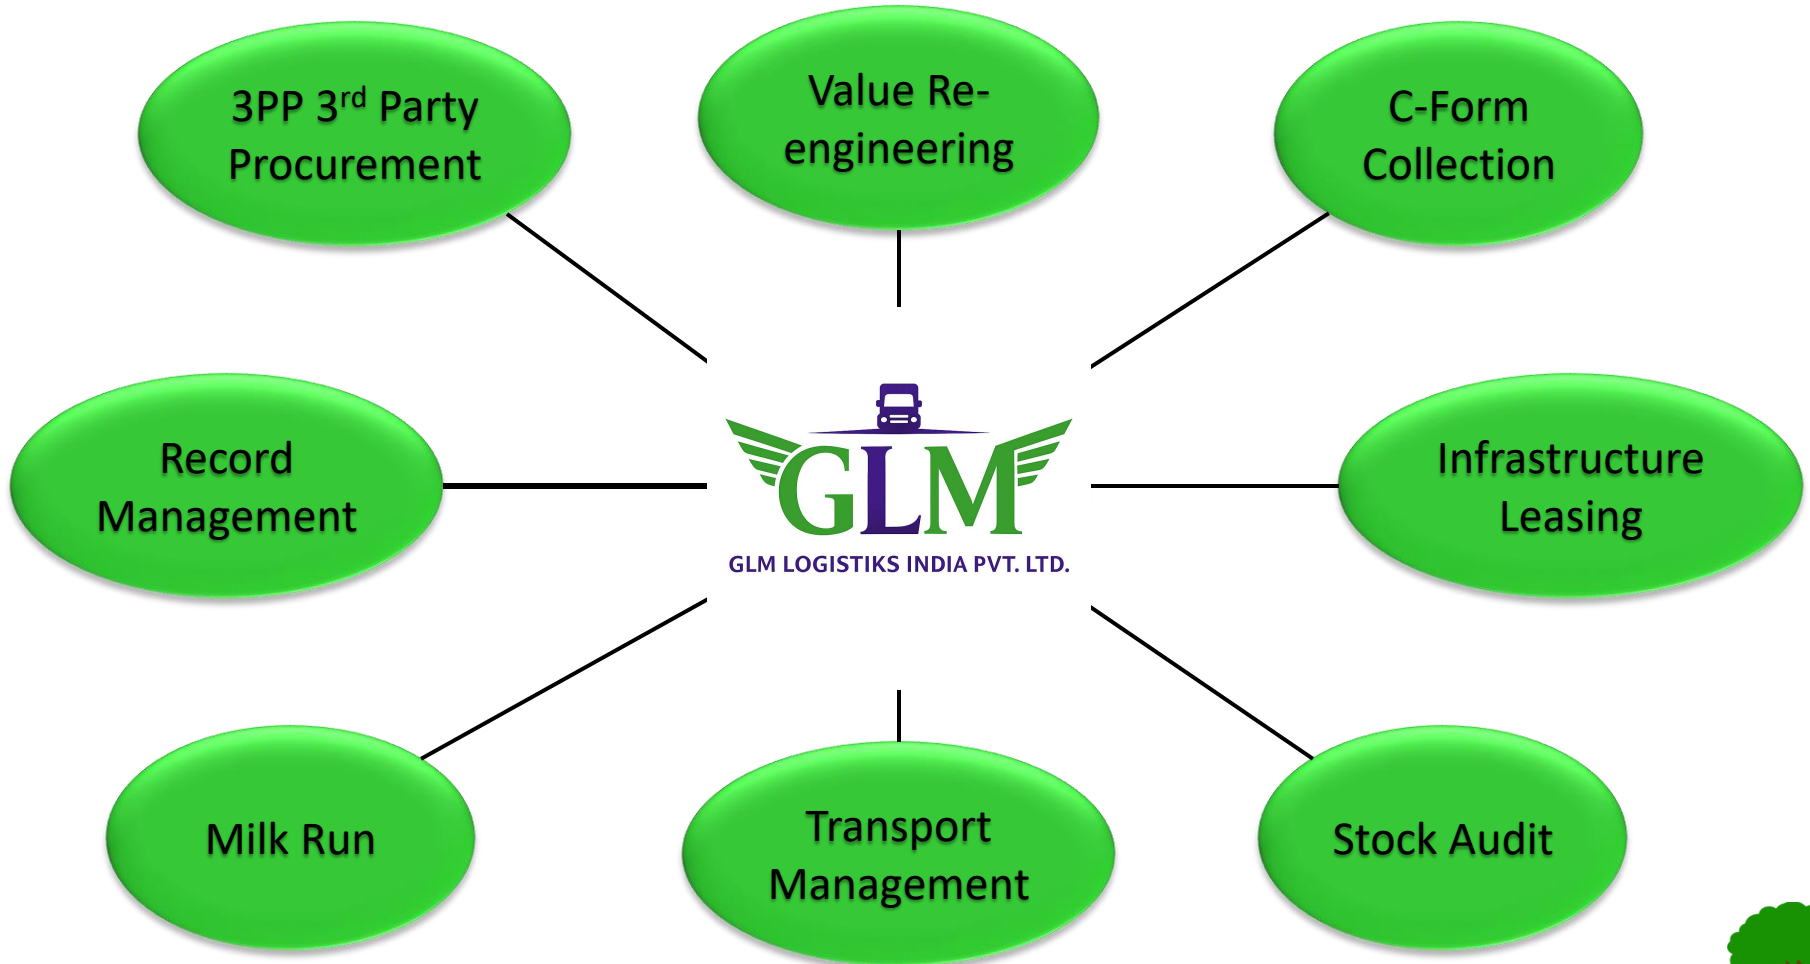 3PP 3rd Party
Procurement
Value Re-
engineering
C-Form
Collection
Record
Management
GLM
GLM LOGISTIKS INDIA PVT. LTD.
Infrastructure
Leasing
Milk Run
Transport
Management
Stock Audit